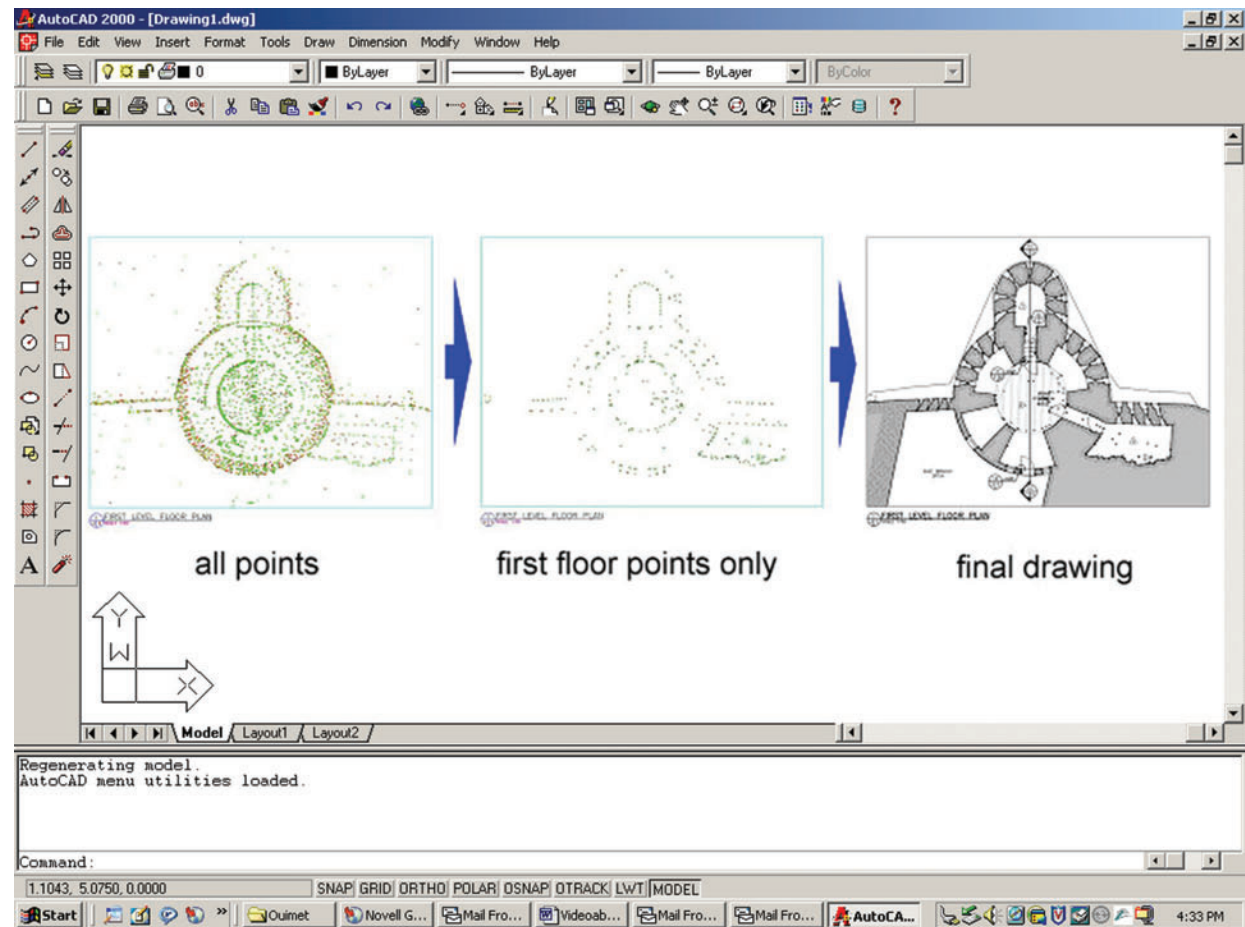 AutoCAD 2000 - [Drawing1.dwg]
File Edit View Insert Format Tools Draw Dimension Modify Window Help
0 ByLayer ByLayer ByLayer ByColor
FIRST LEVEL FLOOR PLAN FIRST LEVEL FLOOR PLAN FIRST LEVEL FLOOR PLAN
all points first floor points only final drawing
Y
W
X
Model Layout1 Layout2
Regenerating model.
AutoCAD menu utilities loaded.
Command:
1.1043, 5.0750, 0.0000 SNAP GRID ORTHO POLAR OSNAP OTRACK LWT MODEL
Start » Ouimet Novell G... Mail Fro... Videoab... Mail Fro... Mail Fro... AutoCA... 4:33 PM